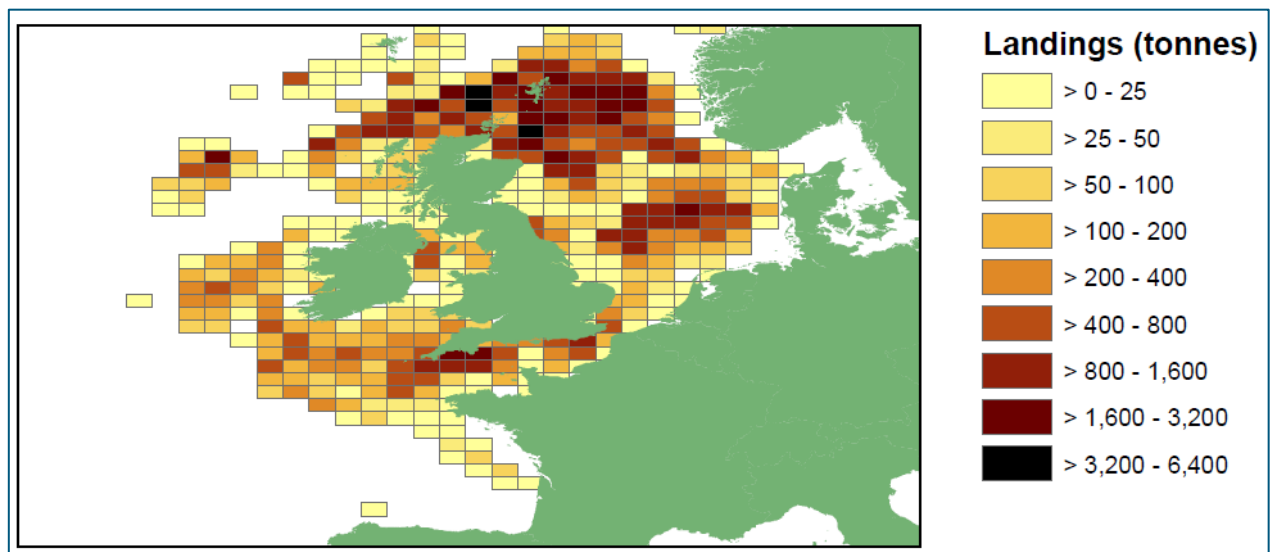 Landings (tonnes)
> 0 - 25
> 25 - 50
> 50 - 100
> 100 - 200
> 200 - 400
> 400 - 800
> 800 - 1,600
> 1,600 - 3,200
> 3,200 - 6,400